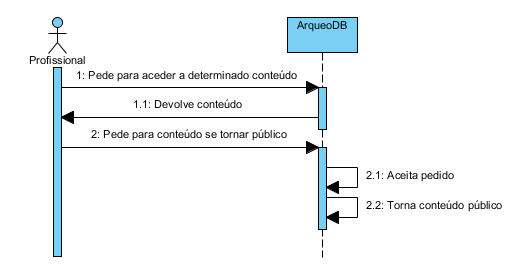 ArqueoDB
Profissional
1: Pede para aceder a determinado conteúdo
1.1: Devolve conteúdo
2: Pede para conteúdo se tornar público
2.1: Aceita pedido
2.2: Torna conteúdo público